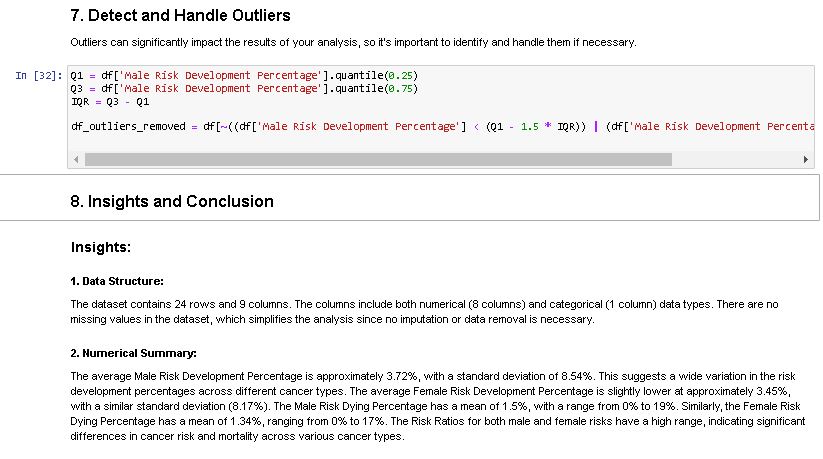 7. Detect and Handle Outliers
Outliers can significantly impact the results of your analysis, so it's important to identify and handle them if necessary.
In [32]: Q1 = df['Male Risk Development Percentage'].quantile(0.25)
Q3 = df['Male Risk Development Percentage'].quantile(0.75)
IQR = Q3 - Q1
df_outliers_removed = df[~((df['Male Risk Development Percentage'] < (Q1 - 1.5 * IQR)) | (df['Male Risk Development Percenta
8. Insights and Conclusion
Insights:
1. Data Structure:
The dataset contains 24 rows and 9 columns. The columns include both numerical (8 columns) and categorical (1 column) data types. There are no
missing values in the dataset, which simplifies the analysis since no imputation or data removal is necessary.
2. Numerical Summary:
The average Male Risk Development Percentage is approximately 3.72%, with a standard deviation of 8.54%. This suggests a wide variation in the risk
development percentages across different cancer types. The average Female Risk Development Percentage is slightly lower at approximately 3.45%,
with a similar standard deviation (8.17%). The Male Risk Dying Percentage has a mean of 1.5%, with a range from 0% to 19%. Similarly, the Female Risk
Dying Percentage has a mean of 1.34%, ranging from 0% to 17%. The Risk Ratios for both male and female risks have a high range, indicating significant
differences in cancer risk and mortality across various cancer types.